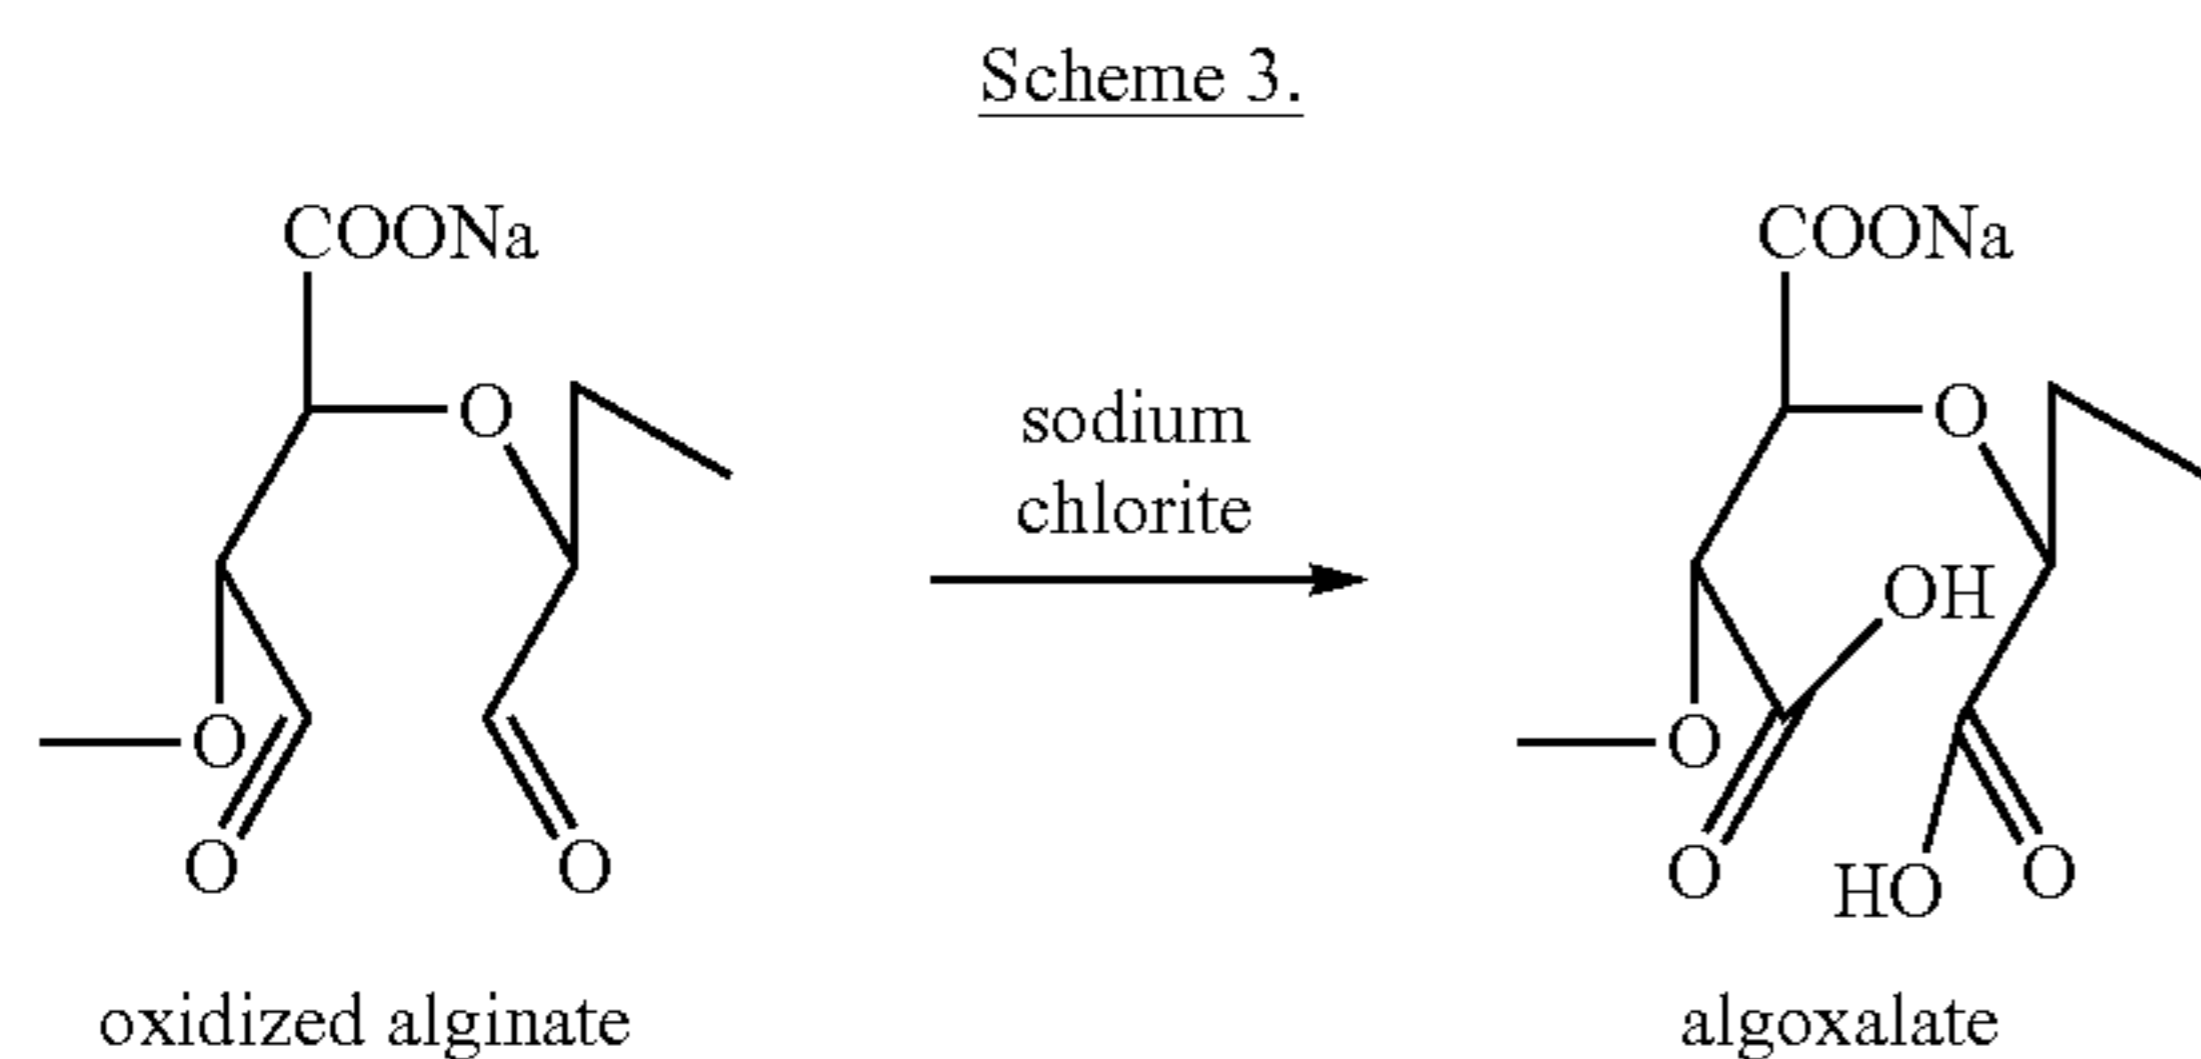 Scheme 3.
COONa
COONa
O
O
sodium
chlorite
OH
O
O
O
O
O
HO
O
oxidized alginate
algoxalate